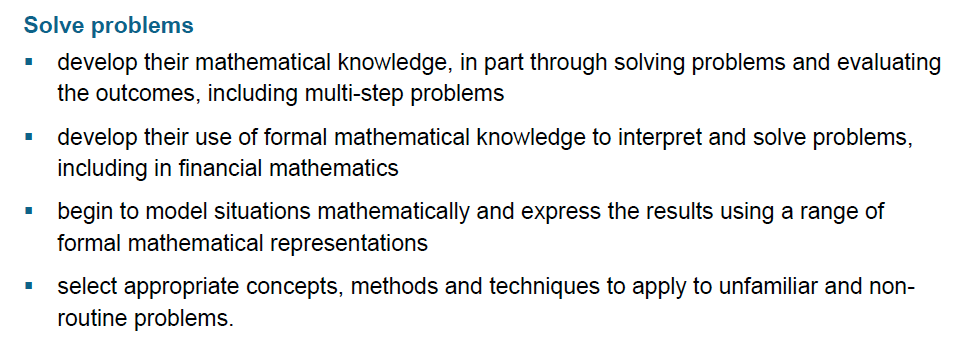 Solve problems
▪ develop their mathematical knowledge, in part through solving problems and evaluating
the outcomes, including multi-step problems
▪ develop their use of formal mathematical knowledge to interpret and solve problems,
including in financial mathematics
▪ begin to model situations mathematically and express the results using a range of
formal mathematical representations
▪ select appropriate concepts, methods and techniques to apply to unfamiliar and non-
routine problems.